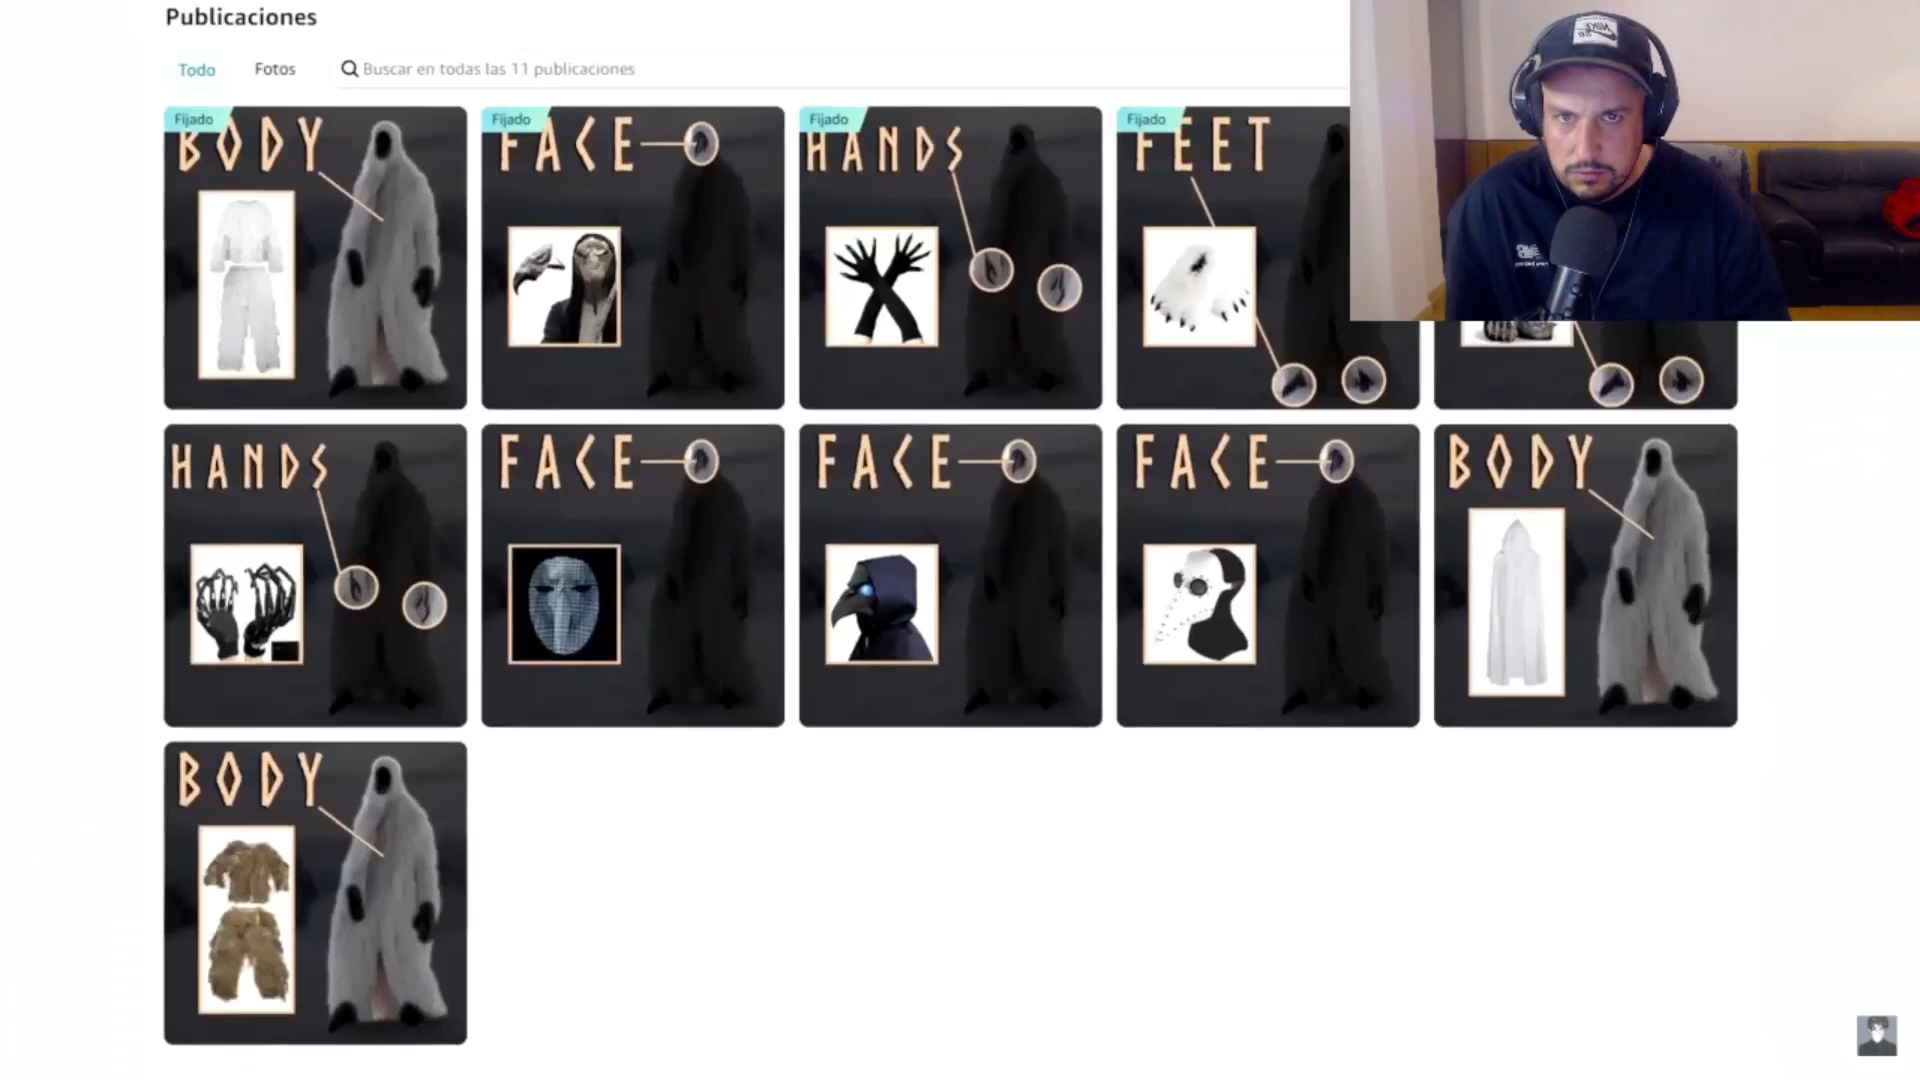 Publicaciones
Todo
Fotos
Buscar en todas las 11 publicaciones
Fijado
BODY
Fijado
FACE
Fijado
HANDS
Fijado
FEET
HANDS
FACE
FACE
FACE
BODY
BODY